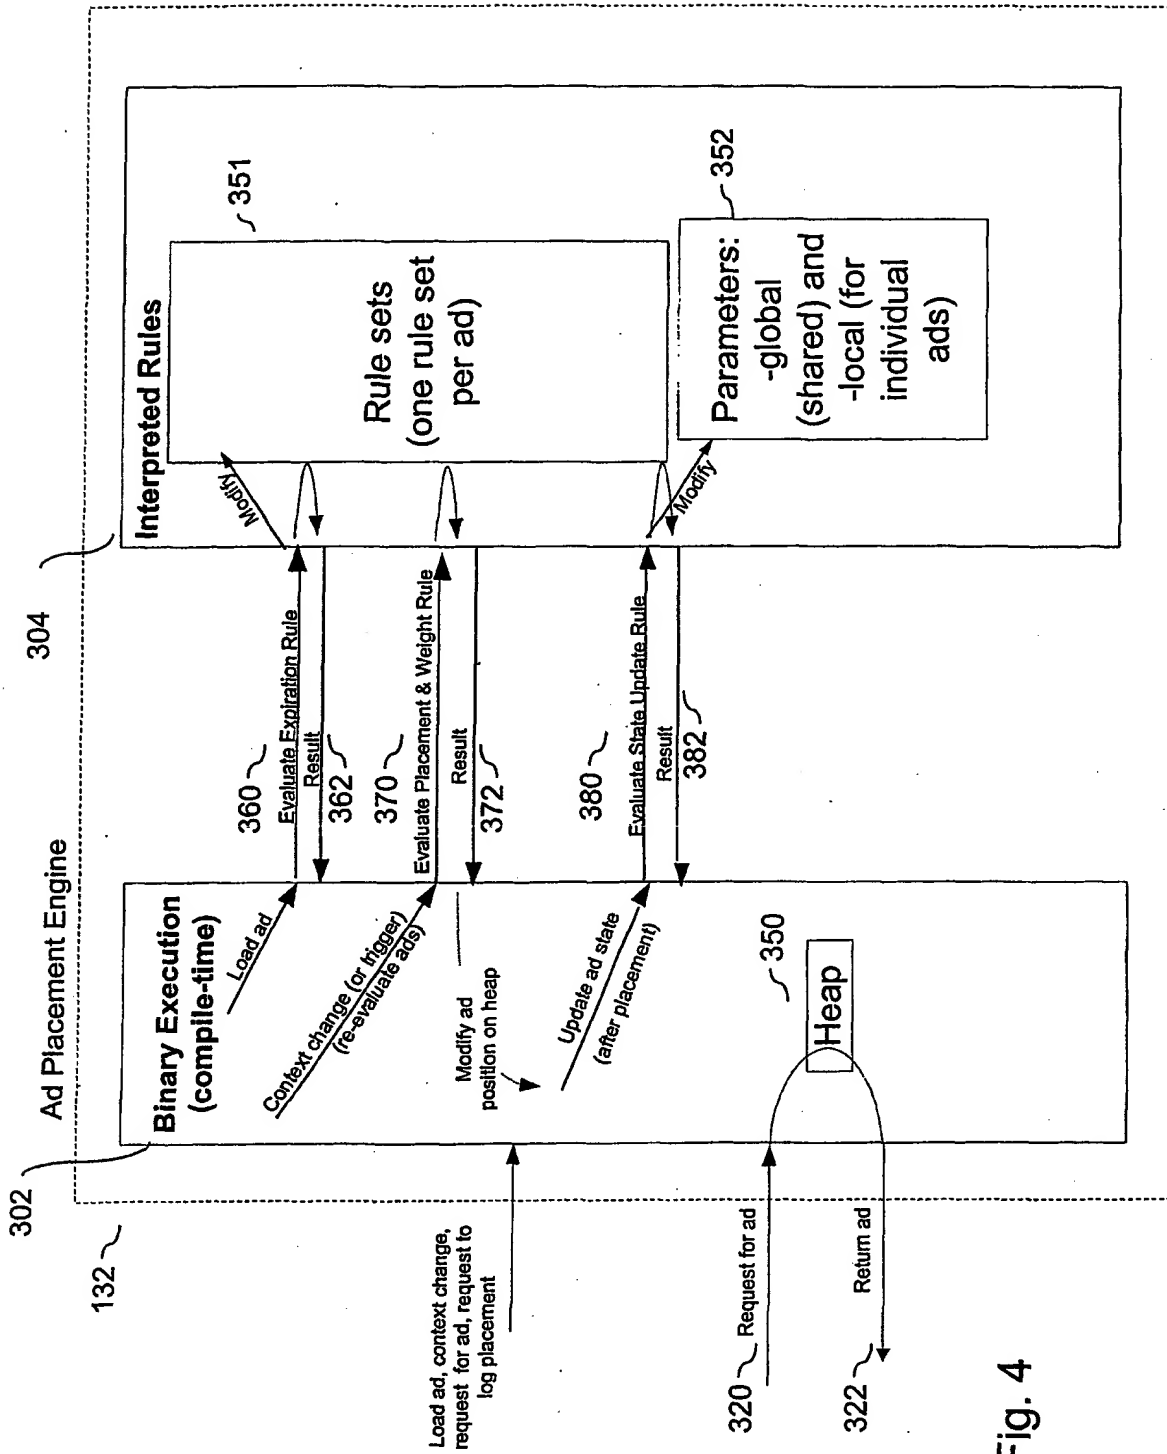 Ad Placement Engine
132
302
304
Binary Execution
(compile-time)
Load ad
Context change (or trigger)
(re-evaluate ads)
Modify ad
position on heap
Update ad state
(after placement)
Heap
350
360
Evaluate Expiration Rule
Result
362
370
Evaluate Placement & Weight Rule
Result
372
380
Evaluate State Update Rule
Result
382
Interpreted Rules
Modify
Rule sets
(one rule set
per ad)
351
Modify
Parameters:
-global
(shared) and
-local (for
individual
ads)
352
Load ad, context change,
request for ad, request to
log placement
320
Request for ad
322
Return ad
Fig. 4